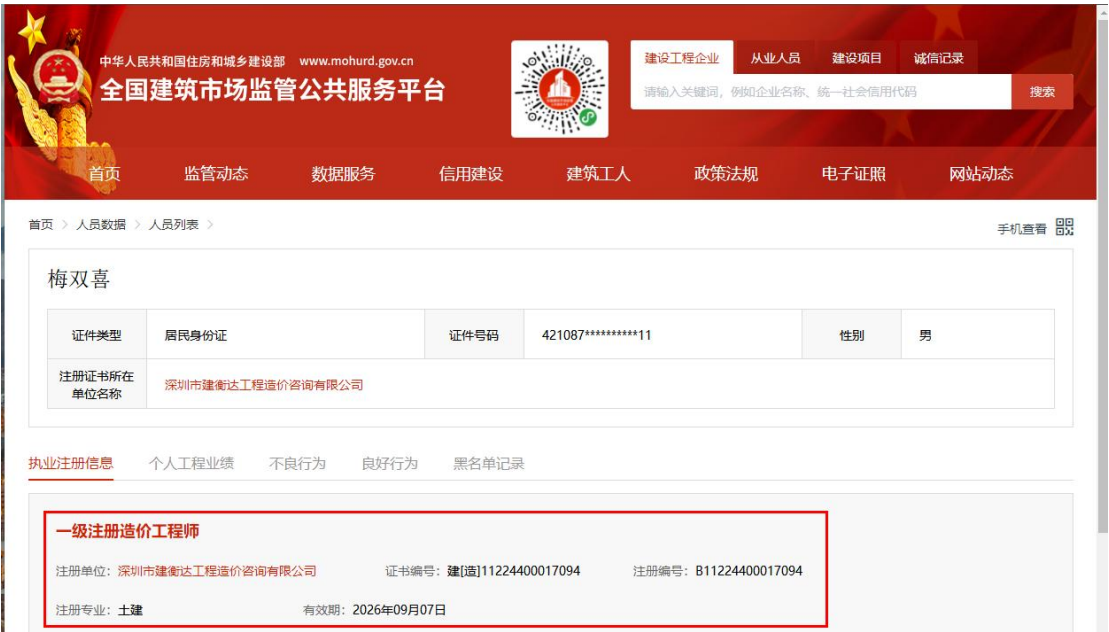 中华人民共和国住房和城乡建设部 www.mohurd.gov.cn
全国建筑市场监管公共服务平台
建设工程企业 从业人员 建设项目 诚信记录
请输入关键词，例如企业名称、统一社会信用代码 搜索
首页 监管动态 数据服务 信用建设 建筑工人 政策法规 电子证照 网站动态
首页 > 人员数据 > 人员列表 >
手机查看
梅双喜
证件类型 居民身份证 证件号码 421087**********11 性别 男
注册证书所在
单位名称
深圳市建衡达工程造价咨询有限公司
执业注册信息 个人工程业绩 不良行为 良好行为 黑名单记录
一级注册造价工程师
注册单位：深圳市建衡达工程造价咨询有限公司 证书编号：建[造]11224400017094 注册编号：B11224400017094
注册专业：土建 有效期：2026年09月07日